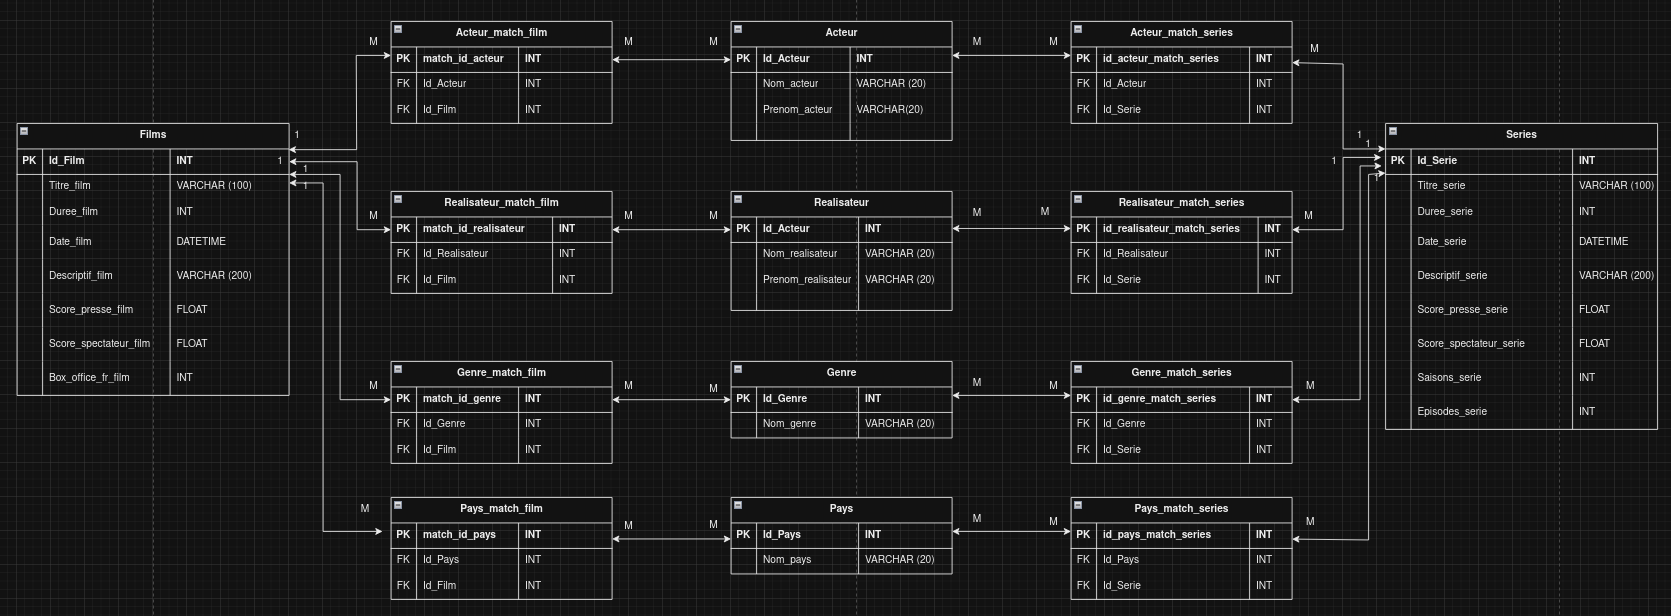 Films
PK Id_Film INT
Titre_film VARCHAR (100)
Duree_film INT
Date_film DATETIME
Descriptif_film VARCHAR (200)
Score_presse_film FLOAT
Score_spectateur_film FLOAT
Box_office_fr_film INT
1
1
1
1
M
M
M
M
Acteur_match_film
PK match_id_acteur INT
FK Id_Acteur INT
FK Id_Film INT
M M
Acteur
PK Id_Acteur INT
Nom_acteur VARCHAR (20)
Prenom_acteur VARCHAR(20)
M M
Acteur_match_series
PK id_acteur_match_series INT
FK Id_Acteur INT
FK Id_Serie INT
M
Realisateur_match_film
PK match_id_realisateur INT
FK Id_Realisateur INT
FK Id_Film INT
M M
Realisateur
PK Id_Acteur INT
Nom_realisateur VARCHAR (20)
Prenom_realisateur VARCHAR (20)
M M
Realisateur_match_series
PK id_realisateur_match_series INT
FK Id_Realisateur INT
FK Id_Serie INT
M
Genre_match_film
PK match_id_genre INT
FK Id_Genre INT
FK Id_Film INT
M M
Genre
PK Id_Genre INT
Nom_genre VARCHAR (20)
M M
Genre_match_series
PK id_genre_match_series INT
FK Id_Genre INT
FK Id_Serie INT
M
Pays_match_film
PK match_id_pays INT
FK Id_Pays INT
FK Id_Film INT
M M
Pays
PK Id_Pays INT
Nom_pays VARCHAR (20)
M M
Pays_match_series
PK id_pays_match_series INT
FK Id_Pays INT
FK Id_Serie INT
M
1
1
1
1
Series
PK Id_Serie INT
Titre_serie VARCHAR (100)
Duree_serie INT
Date_serie DATETIME
Descriptif_serie VARCHAR (200)
Score_presse_serie FLOAT
Score_spectateur_serie FLOAT
Saisons_serie INT
Episodes_serie INT